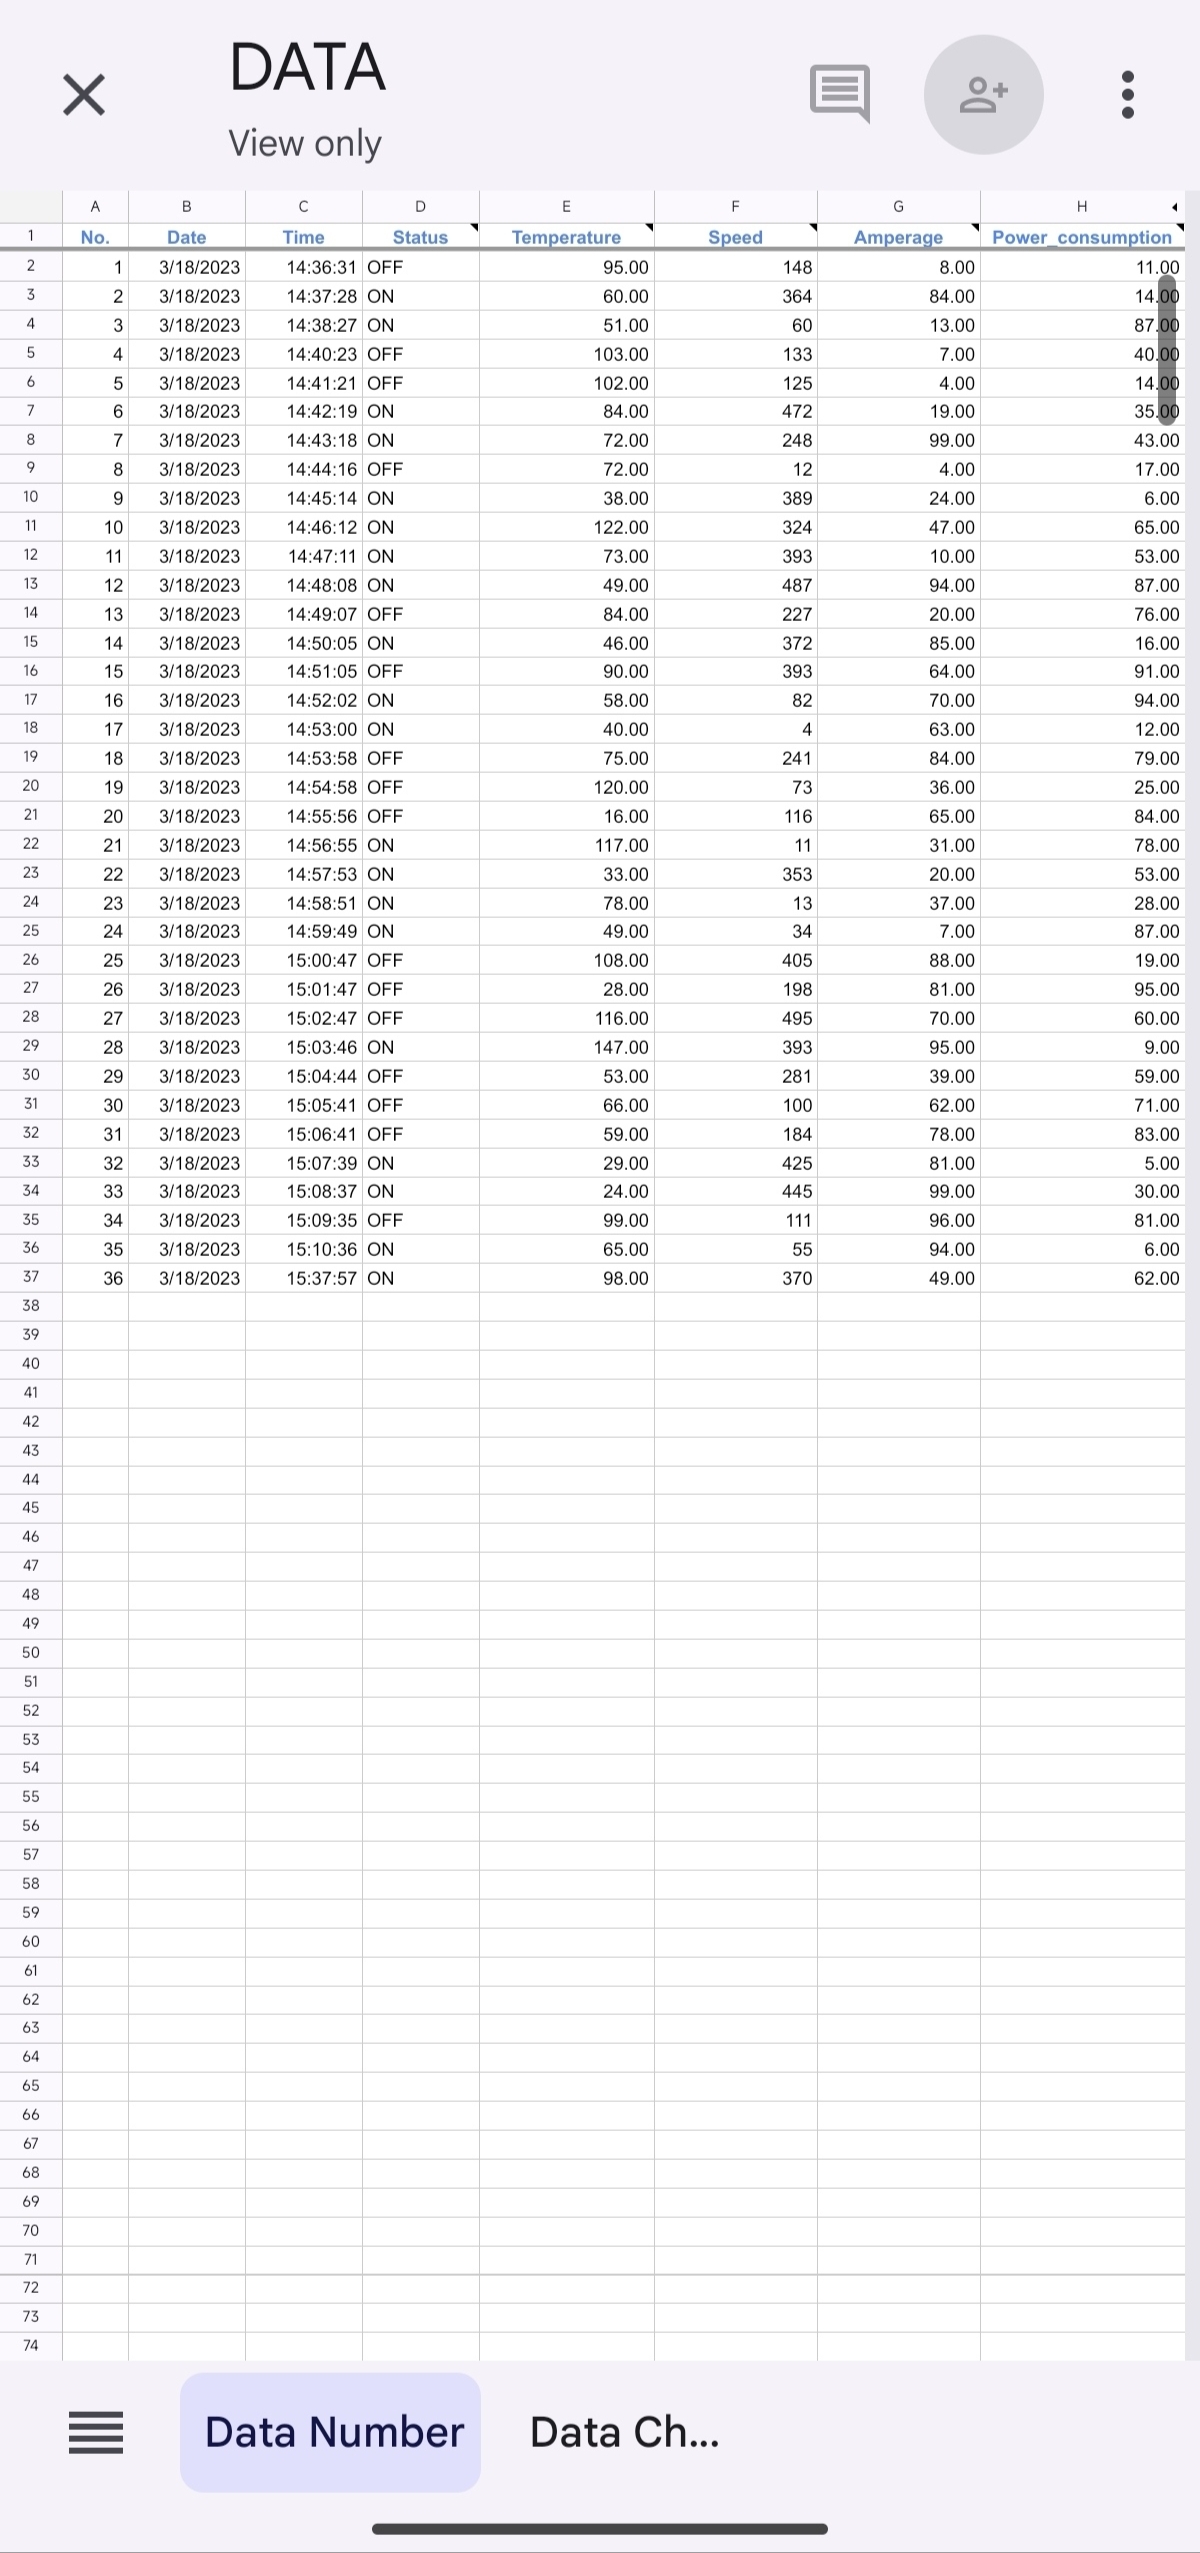 DATA
View only
A B C D E F G H
1 No. Date Time Status Temperature Speed Amperage Power_consumption
2 1 3/18/2023 14:36:31 OFF 95.00 148 8.00 11.00
3 2 3/18/2023 14:37:28 ON 60.00 364 84.00 14.00
4 3 3/18/2023 14:38:27 ON 51.00 60 13.00 87.00
5 4 3/18/2023 14:40:23 OFF 103.00 133 7.00 40.00
6 5 3/18/2023 14:41:21 OFF 102.00 125 4.00 14.00
7 6 3/18/2023 14:42:19 ON 84.00 472 19.00 35.00
8 7 3/18/2023 14:43:18 ON 72.00 248 99.00 43.00
9 8 3/18/2023 14:44:16 OFF 72.00 12 4.00 17.00
10 9 3/18/2023 14:45:14 ON 38.00 389 24.00 6.00
11 10 3/18/2023 14:46:12 ON 122.00 324 47.00 65.00
12 11 3/18/2023 14:47:11 ON 73.00 393 10.00 53.00
13 12 3/18/2023 14:48:08 ON 49.00 487 94.00 87.00
14 13 3/18/2023 14:49:07 OFF 84.00 227 20.00 76.00
15 14 3/18/2023 14:50:05 ON 46.00 372 85.00 16.00
16 15 3/18/2023 14:51:05 OFF 90.00 393 64.00 91.00
17 16 3/18/2023 14:52:02 ON 58.00 82 70.00 94.00
18 17 3/18/2023 14:53:00 ON 40.00 4 63.00 12.00
19 18 3/18/2023 14:53:58 OFF 75.00 241 84.00 79.00
20 19 3/18/2023 14:54:58 OFF 120.00 73 36.00 25.00
21 20 3/18/2023 14:55:56 OFF 16.00 116 65.00 84.00
22 21 3/18/2023 14:56:55 ON 117.00 11 31.00 78.00
23 22 3/18/2023 14:57:53 ON 33.00 353 20.00 53.00
24 23 3/18/2023 14:58:51 ON 78.00 13 37.00 28.00
25 24 3/18/2023 14:59:49 ON 49.00 34 7.00 87.00
26 25 3/18/2023 15:00:47 OFF 108.00 405 88.00 19.00
27 26 3/18/2023 15:01:47 OFF 28.00 198 81.00 95.00
28 27 3/18/2023 15:02:47 OFF 116.00 495 70.00 60.00
29 28 3/18/2023 15:03:46 ON 147.00 393 95.00 9.00
30 29 3/18/2023 15:04:44 OFF 53.00 281 39.00 59.00
31 30 3/18/2023 15:05:41 OFF 66.00 100 62.00 71.00
32 31 3/18/2023 15:06:41 OFF 59.00 184 78.00 83.00
33 32 3/18/2023 15:07:39 ON 29.00 425 81.00 5.00
34 33 3/18/2023 15:08:37 ON 24.00 445 99.00 30.00
35 34 3/18/2023 15:09:35 OFF 99.00 111 96.00 81.00
36 35 3/18/2023 15:10:36 ON 65.00 55 94.00 6.00
37 36 3/18/2023 15:37:57 ON 98.00 370 49.00 62.00
38
39
40
41
42
43
44
45
46
47
48
49
50
51
52
53
54
55
56
57
58
59
60
61
62
63
64
65
66
67
68
69
70
71
72
73
74
Data Number Data Ch...